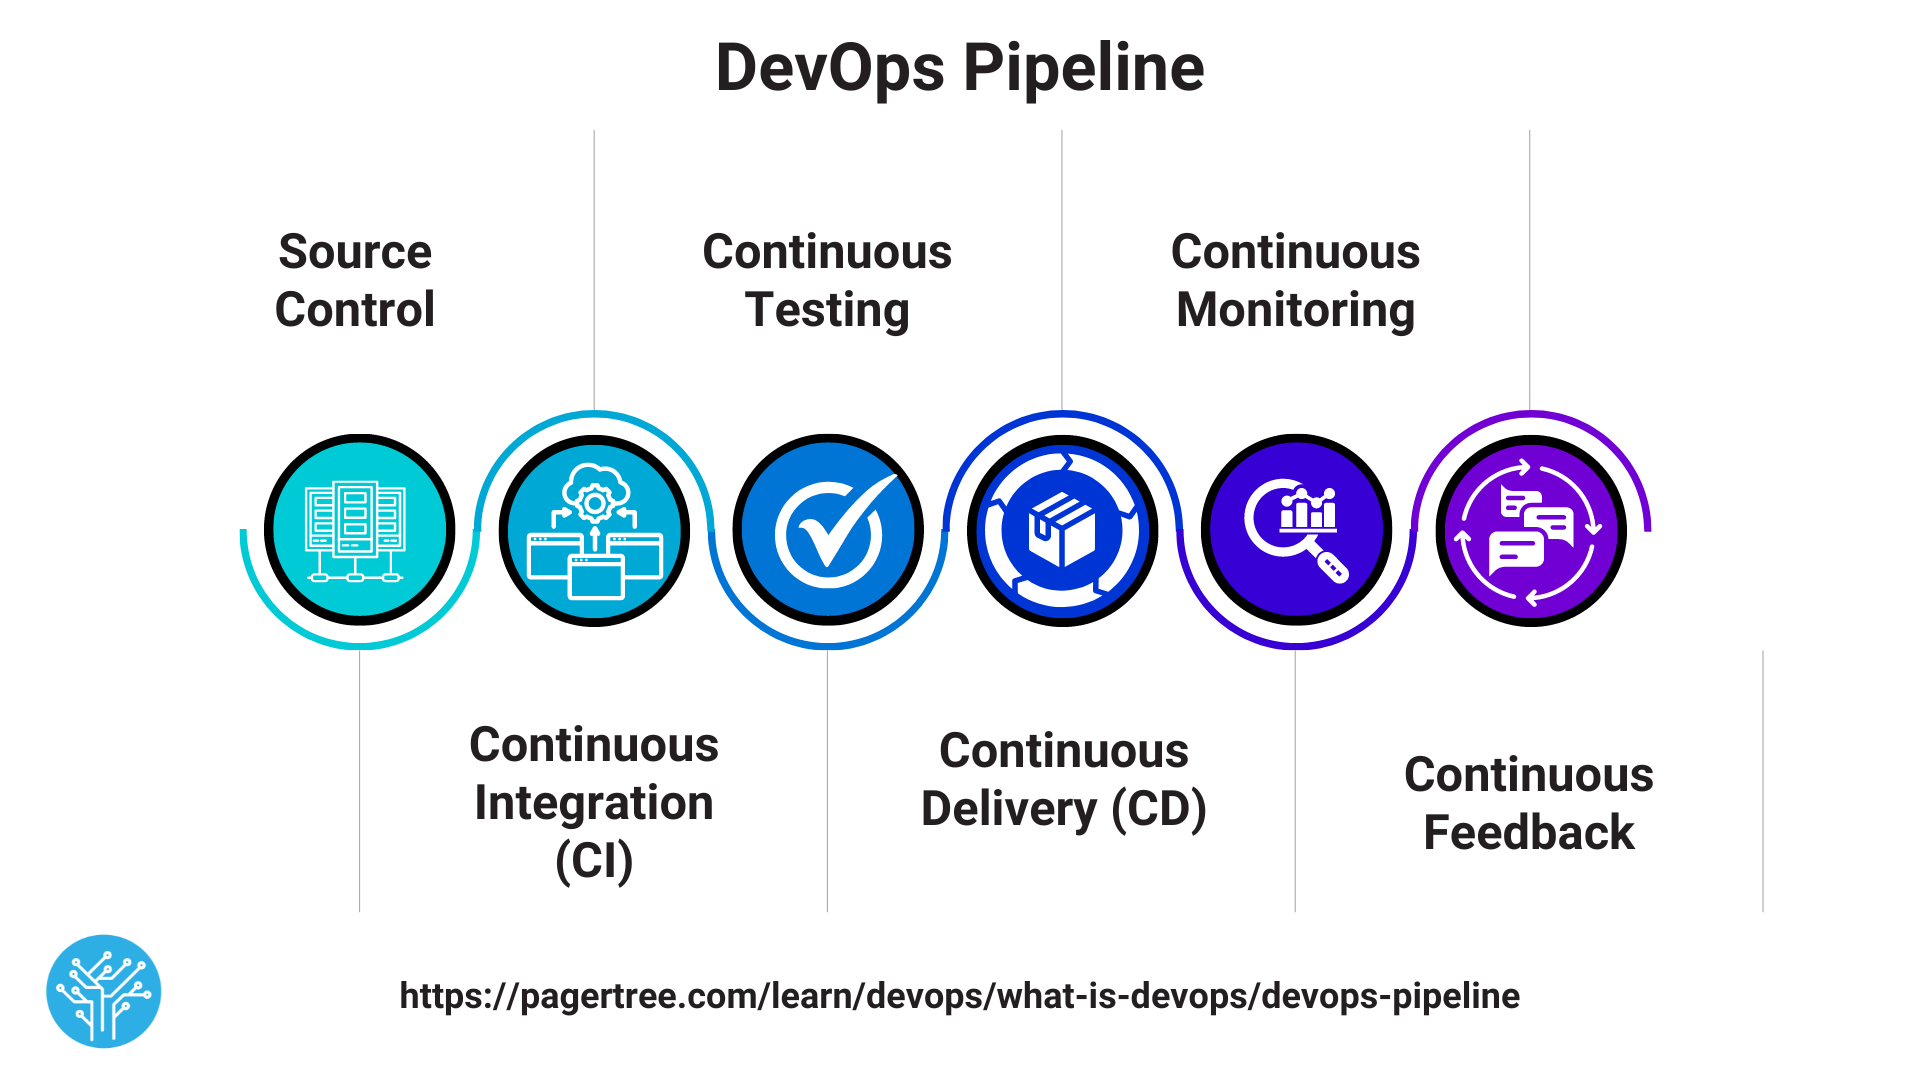 DevOps Pipeline
Source
Control
Continuous
Integration
(CI)
Continuous
Testing
Continuous
Delivery (CD)
Continuous
Monitoring
Continuous
Feedback
https://pagertree.com/learn/devops/what-is-devops/devops-pipeline